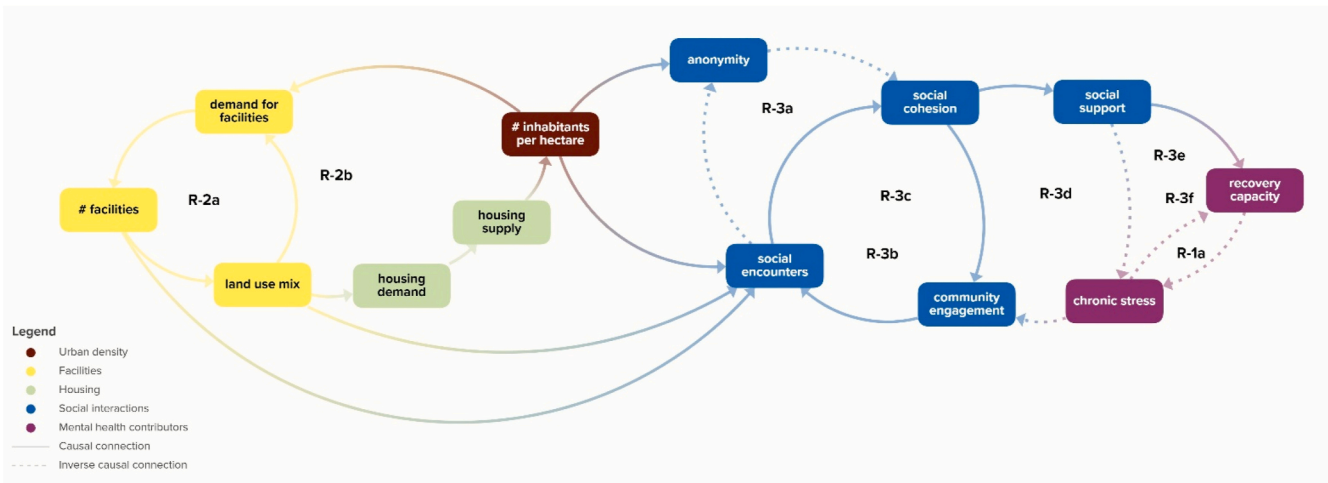 anonymity
social
cohesion
social
support
demand for
facilities
# inhabitants
per hectare
R-3a
R-3e
R-2b
# facilities
R-2a
R-3c
R-3d
R-3f
recovery
capacity
housing
supply
R-3b
R-1a
social
encounters
land use mix
housing
demand
community
engagement
chronic stress
Legend
Urban density
Facilities
Housing
Social interactions
Mental health contributors
Causal connection
Inverse causal connection